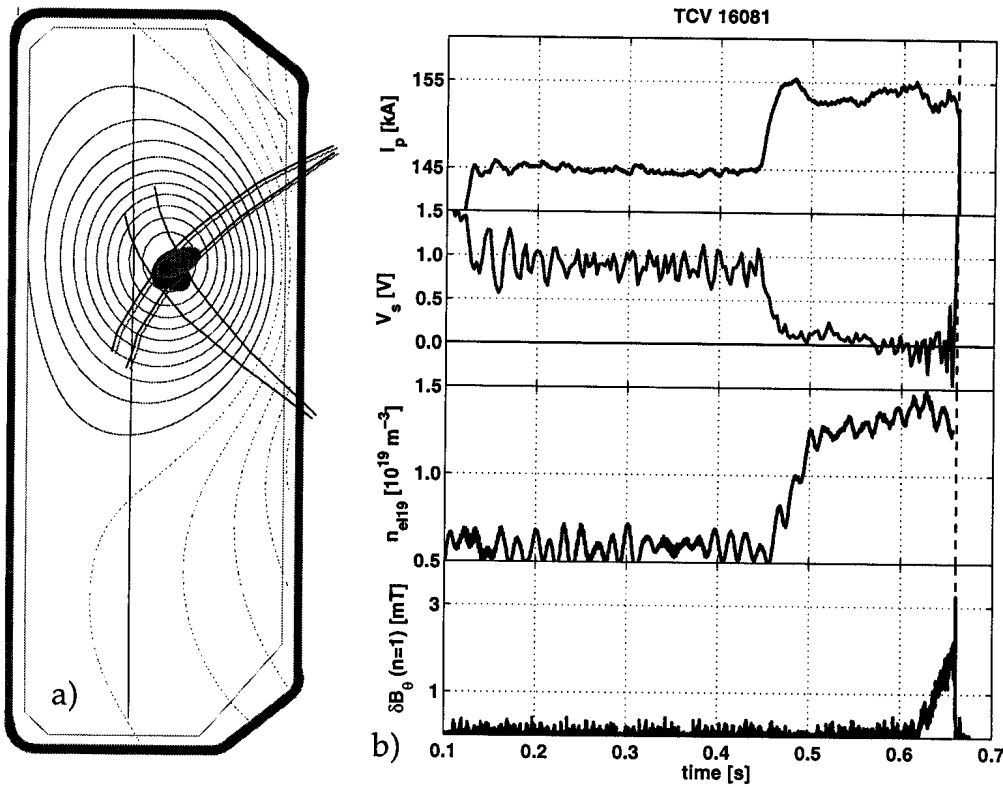 TCV 16081
155
145
I_p [kA]
1.5
1.0
0.5
0.0
V_s [V]
1.5
1.0
0.5
n_el19 [10^19 m^-3]
3
1
δB_θ (n=1) [mT]
0.1 0.2 0.3 0.4 0.5 0.6 0.7
time [s]
a)
b)